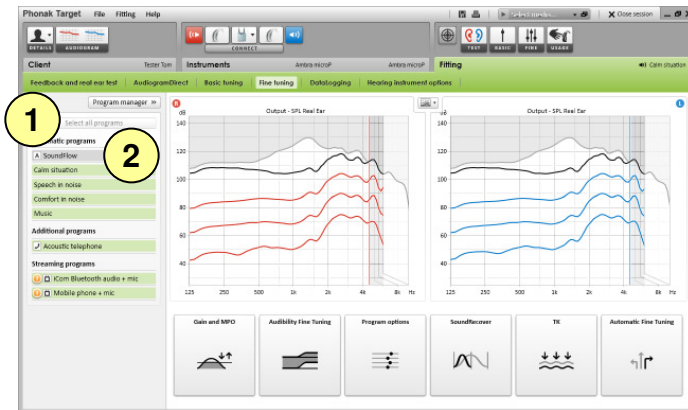 Phonak Target File Fitting Help
Close session
DETAILS AUDIOGRAM
CONNECT
TEST BASIC FINE USAGE
Client Tester Tom Instruments Ambra microP Ambra microP Fitting Calm situation
Feedback and real ear test AudiogramDirect Basic tuning Fine tuning DataLogging Hearing instrument options
Program manager
1
Select all programs
2
A SoundFlow
Calm situation
Speech in noise
Comfort in noise
Music
Additional programs
Acoustic telephone
Streaming programs
iCom Bluetooth audio + mic
Mobile phone + mic
R
dB Output - SPL Real Ear
140
120
100
80
60
40
125 250 500 1k 2k 4k 8k Hz
L
dB Output - SPL Real Ear
140
120
100
80
60
40
125 250 500 1k 2k 4k 8k Hz
Gain and MPO
Audibility Fine Tuning
Program options
SoundRecover
TK
Automatic Fine Tuning